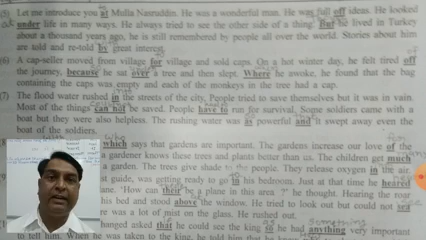 (5) Let me introduce you at Mulla Nasruddin. He was a wonderful man. He was full off ideas. He looked
under life in many ways. He always tried to see the other side of a thing. But he lived in Turkey
about a thousand years ago, he is still remembered by people all over the world. Stories about him
are told and re-told by great interest.
of
(6) A cap-seller moved from village for village and sold caps. On a hot winter day, he felt tired off
the journey, because he sat over a tree and then slept. Where he awoke, he found that the bag
containing the caps was empty and each of the monkeys in the tree had a cap.
(7) The flood water rushed in the streets of the city. People tried to save themselves but it was in vain.
Most of the things can not be saved. People have to run for survival. Some soldiers came with a
boat but they were also helpless. The rushing water was as powerful and it swept away even the
boat of the soldiers.
who
which says that gardens are important. The gardens increase our love of the
a gardener knows these trees and plants better than us. The children get much
a garden. The trees give shade to the people. They release oxygen in the air.
guide, was getting ready to go in bedroom. Just at that time he heared
lane. 'How can their be a plane in this area ?' he thought. Hearing the roar
his bed and stood above the window. He tried to look out but could not
was a lot of mist on the glass. He rushed out.
something
hanged asked that he could see the king so he had anything very important
to tell him. When he was taken to the king, he told him that he